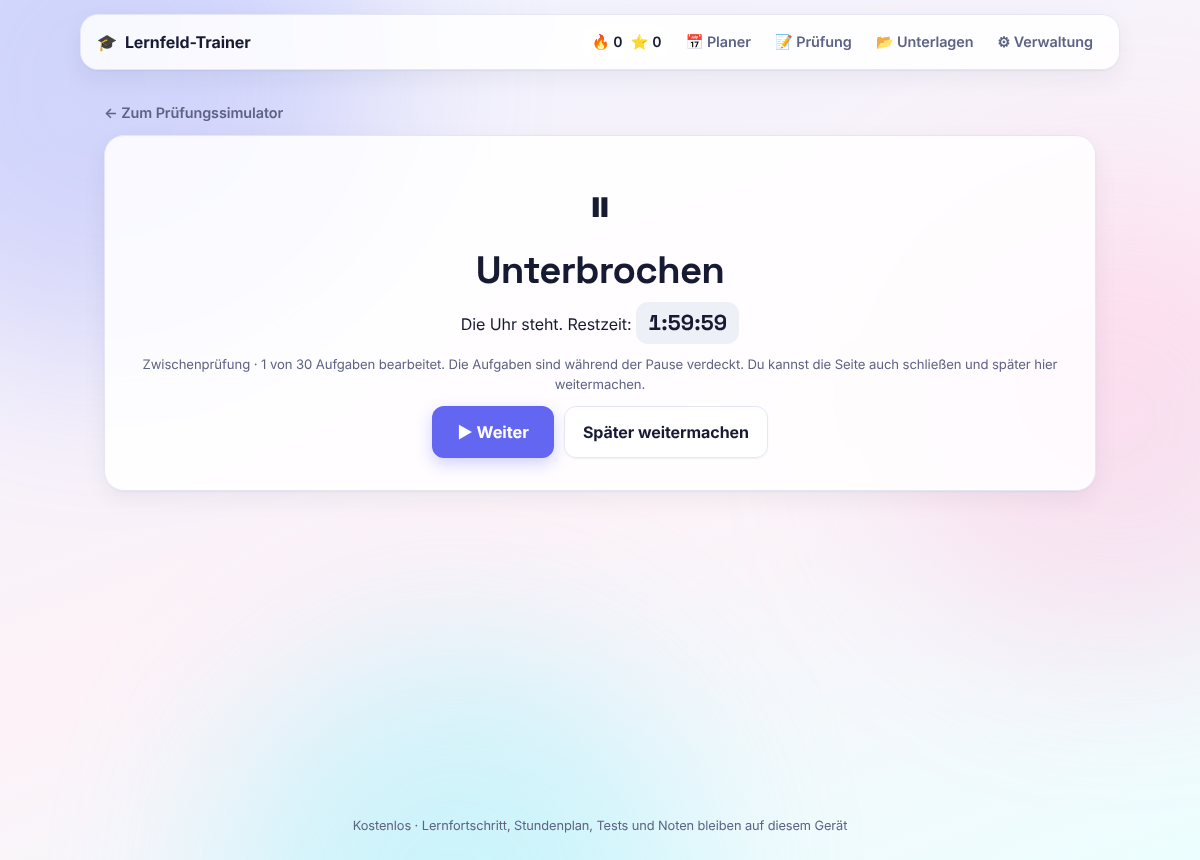 🎓 Lernfeld-Trainer 🔥 0 ⭐ 0 📅 Planer 📝 Prüfung 📂 Unterlagen ⚙ Verwaltung
← Zum Prüfungssimulator
⏸
Unterbrochen
Die Uhr steht. Restzeit: 1:59:59
Zwischenprüfung · 1 von 30 Aufgaben bearbeitet. Die Aufgaben sind während der Pause verdeckt. Du kannst die Seite auch schließen und später hier
weitermachen.
▶ Weiter Später weitermachen
Kostenlos · Lernfortschritt, Stundenplan, Tests und Noten bleiben auf diesem Gerät